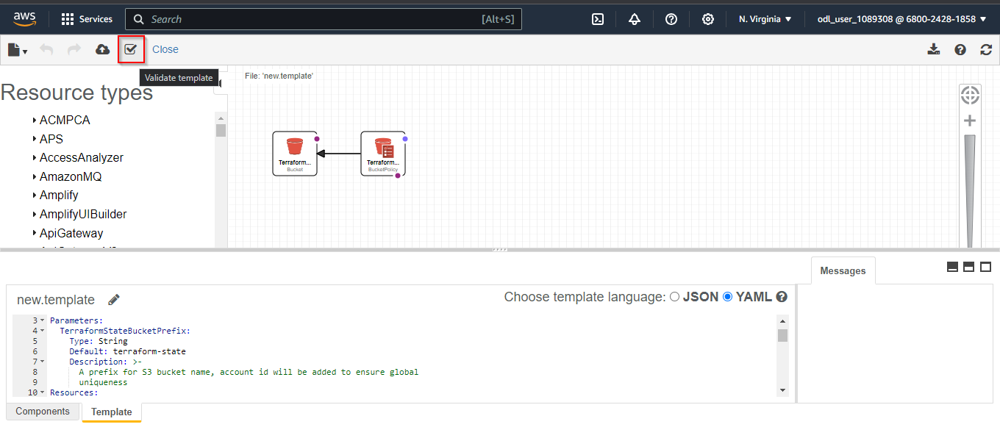 aws
Services
Search
[Alt+S]
N. Virginia
odl_user_1089308 @ 6800-2428-1858
Close
Validate template
Resource types
ACMPCA
APS
AccessAnalyzer
AmazonMQ
Amplify
AmplifyUIBuilder
ApiGateway
File: 'new.template'
Terraform...
Bucket
Terraform...
BucketPolicy
Messages
new.template
Choose template language: JSON YAML
3 Parameters:
4 TerraformStateBucketPrefix:
5 Type: String
6 Default: terraform-state
7 Description: >-
8 A prefix for S3 bucket name, account id will be added to ensure global
9 uniqueness
10 Resources:
Components
Template